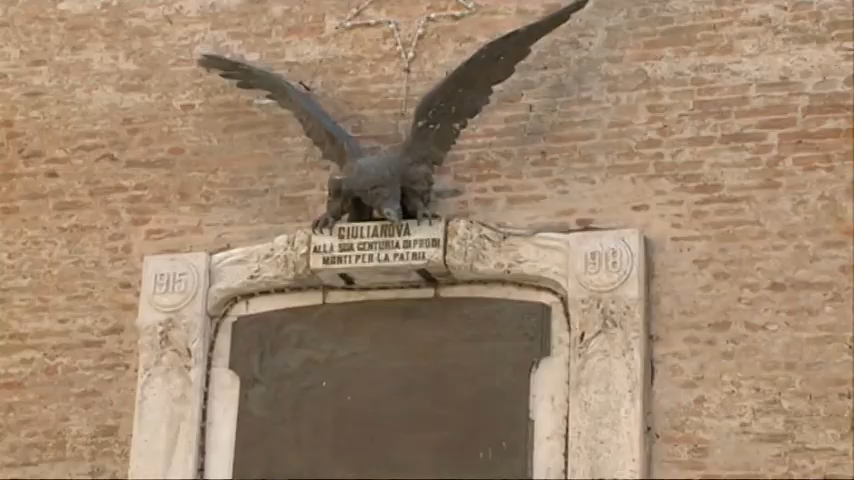 GIULIANOVA
ALLA SUA CENTURIA DI PRODI
MORTI PER LA PATRIA
1915
1918